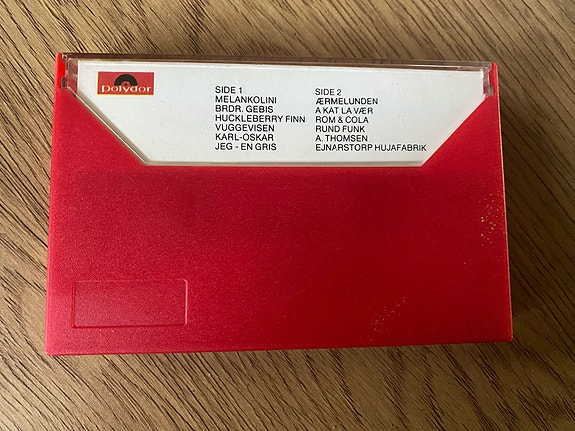 Polydor
SIDE 1
MELANKOLINI
BRDR. GEBIS
HUCKLEBERRY FINN
VUGGEVISEN
KARL-OSKAR
JEG - EN GRIS
SIDE 2
ÆRMELUNDEN
A KAT LA VÆR
ROM & COLA
RUND FUNK
A. THOMSEN
EJNARSTORP HUJAFABRIK